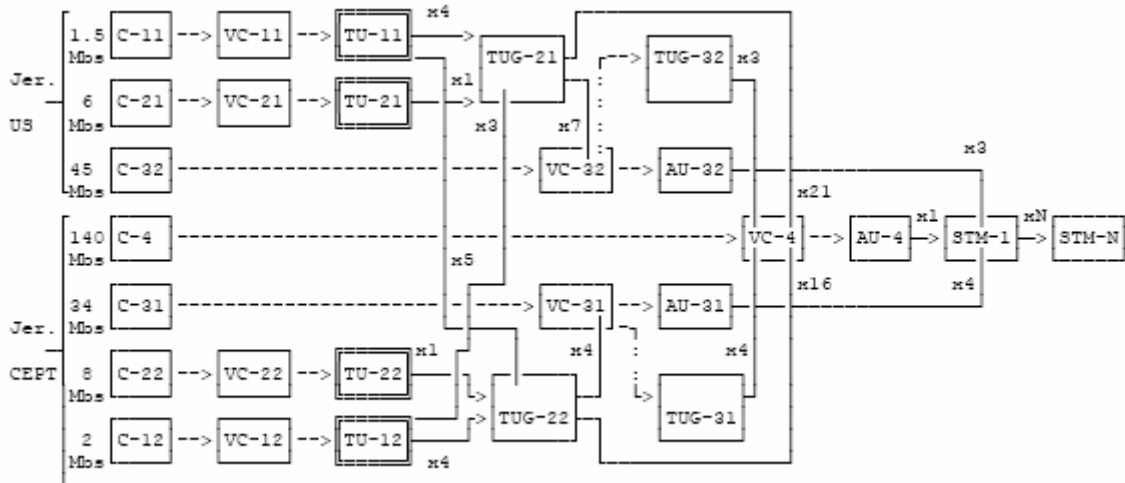 x4
1.5 C-11 VC-11 TU-11 TUG-21 TUG-32 x3
Mbs
Jer. x1
6 C-21 VC-21 TU-21
US Mbs x3 x7
x3
45 C-32 VC-32 AU-32
Mbs
x21
x1 xN
140 C-4 VC-4 AU-4 STM-1 STM-N
Mbs
x5
x16 x4
34 C-31 VC-31 AU-31
Jer. Mbs
x1 x4 x4
CEPT 8 C-22 VC-22 TU-22
Mbs
TUG-22 TUG-31
2 C-12 VC-12 TU-12
Mbs x4